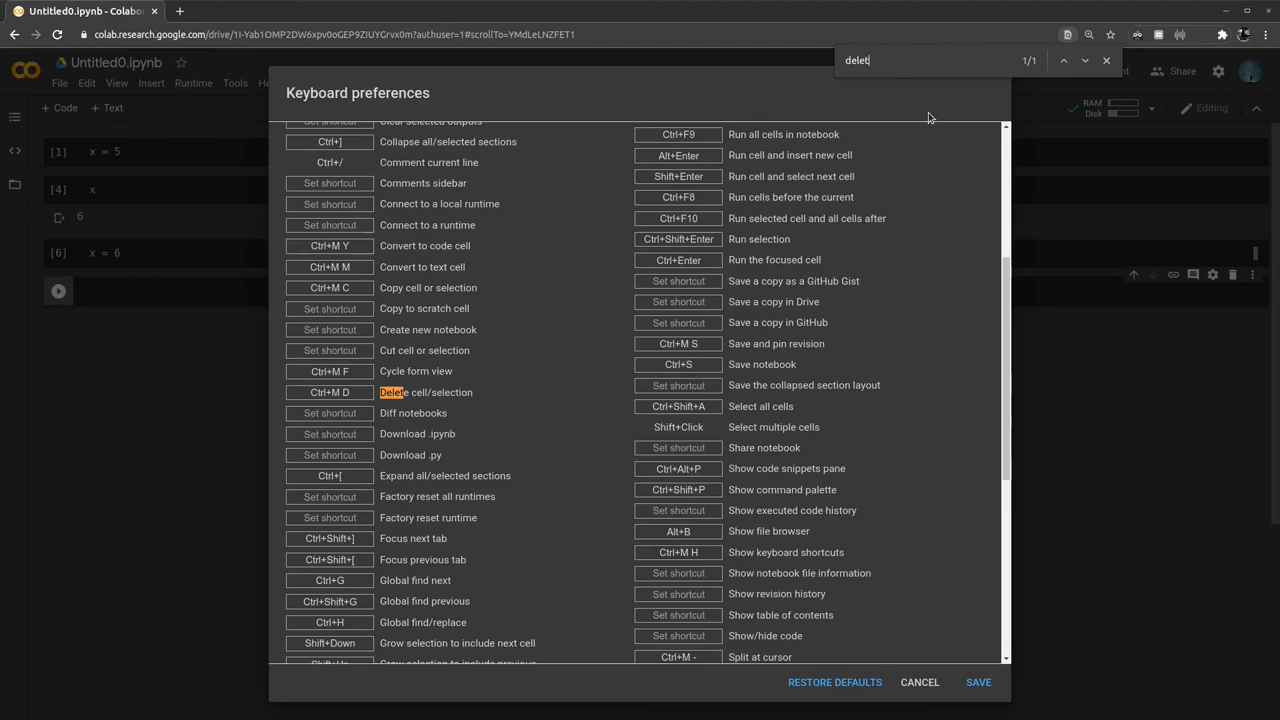 Untitled0.ipynb - Colabor
colab.research.google.com/drive/1I-Yab1OMP2DW6xpv0oGEP9ZIUYGrvx0m?authuser=1#scrollTo=YMdLeLNZFET1
delet 1/1
Untitled0.ipynb
File Edit View Insert Runtime Tools
Share
+ Code + Text
RAM
Disk
Editing
[1] x = 5
[4] x
6
[6] x = 6
Keyboard preferences
Set shortcut Clear selected outputs
Ctrl+] Collapse all/selected sections
Ctrl+/ Comment current line
Set shortcut Comments sidebar
Set shortcut Connect to a local runtime
Set shortcut Connect to a runtime
Ctrl+M Y Convert to code cell
Ctrl+M M Convert to text cell
Ctrl+M C Copy cell or selection
Set shortcut Copy to scratch cell
Set shortcut Create new notebook
Set shortcut Cut cell or selection
Ctrl+M F Cycle form view
Ctrl+M D Delete cell/selection
Set shortcut Diff notebooks
Set shortcut Download .ipynb
Set shortcut Download .py
Ctrl+[ Expand all/selected sections
Set shortcut Factory reset all runtimes
Set shortcut Factory reset runtime
Ctrl+Shift+] Focus next tab
Ctrl+Shift+[ Focus previous tab
Ctrl+G Global find next
Ctrl+Shift+G Global find previous
Ctrl+H Global find/replace
Shift+Down Grow selection to include next cell
Ctrl+F9 Run all cells in notebook
Alt+Enter Run cell and insert new cell
Shift+Enter Run cell and select next cell
Ctrl+F8 Run cells before the current
Ctrl+F10 Run selected cell and all cells after
Ctrl+Shift+Enter Run selection
Ctrl+Enter Run the focused cell
Set shortcut Save a copy as a GitHub Gist
Set shortcut Save a copy in Drive
Set shortcut Save a copy in GitHub
Ctrl+M S Save and pin revision
Ctrl+S Save notebook
Set shortcut Save the collapsed section layout
Ctrl+Shift+A Select all cells
Shift+Click Select multiple cells
Set shortcut Share notebook
Ctrl+Alt+P Show code snippets pane
Ctrl+Shift+P Show command palette
Set shortcut Show executed code history
Alt+B Show file browser
Ctrl+M H Show keyboard shortcuts
Set shortcut Show notebook file information
Set shortcut Show revision history
Set shortcut Show table of contents
Set shortcut Show/hide code
Ctrl+M - Split at cursor
RESTORE DEFAULTS CANCEL SAVE